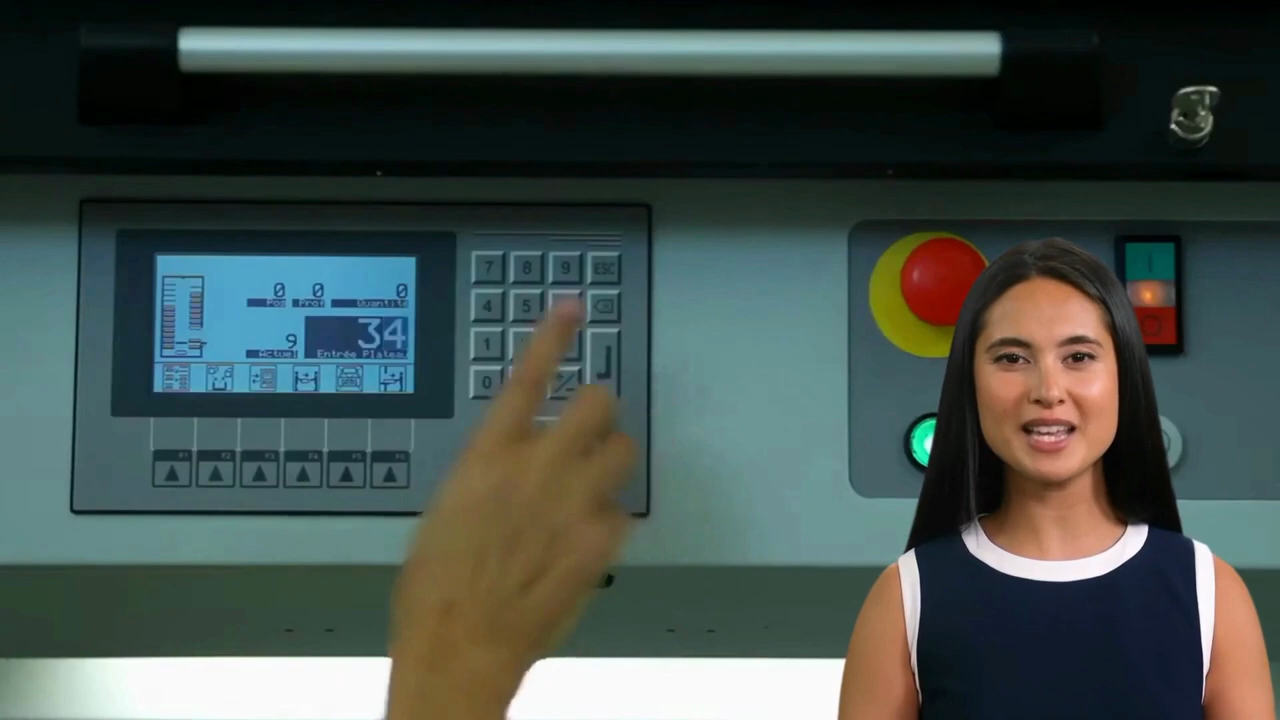 0 0 0
Pos Prof Quantité
9 34
Actuel Entrée Plateau
7 8 9 ESC
4 5
1
0 +/-
F1 F2 F3 F4 F5 F6